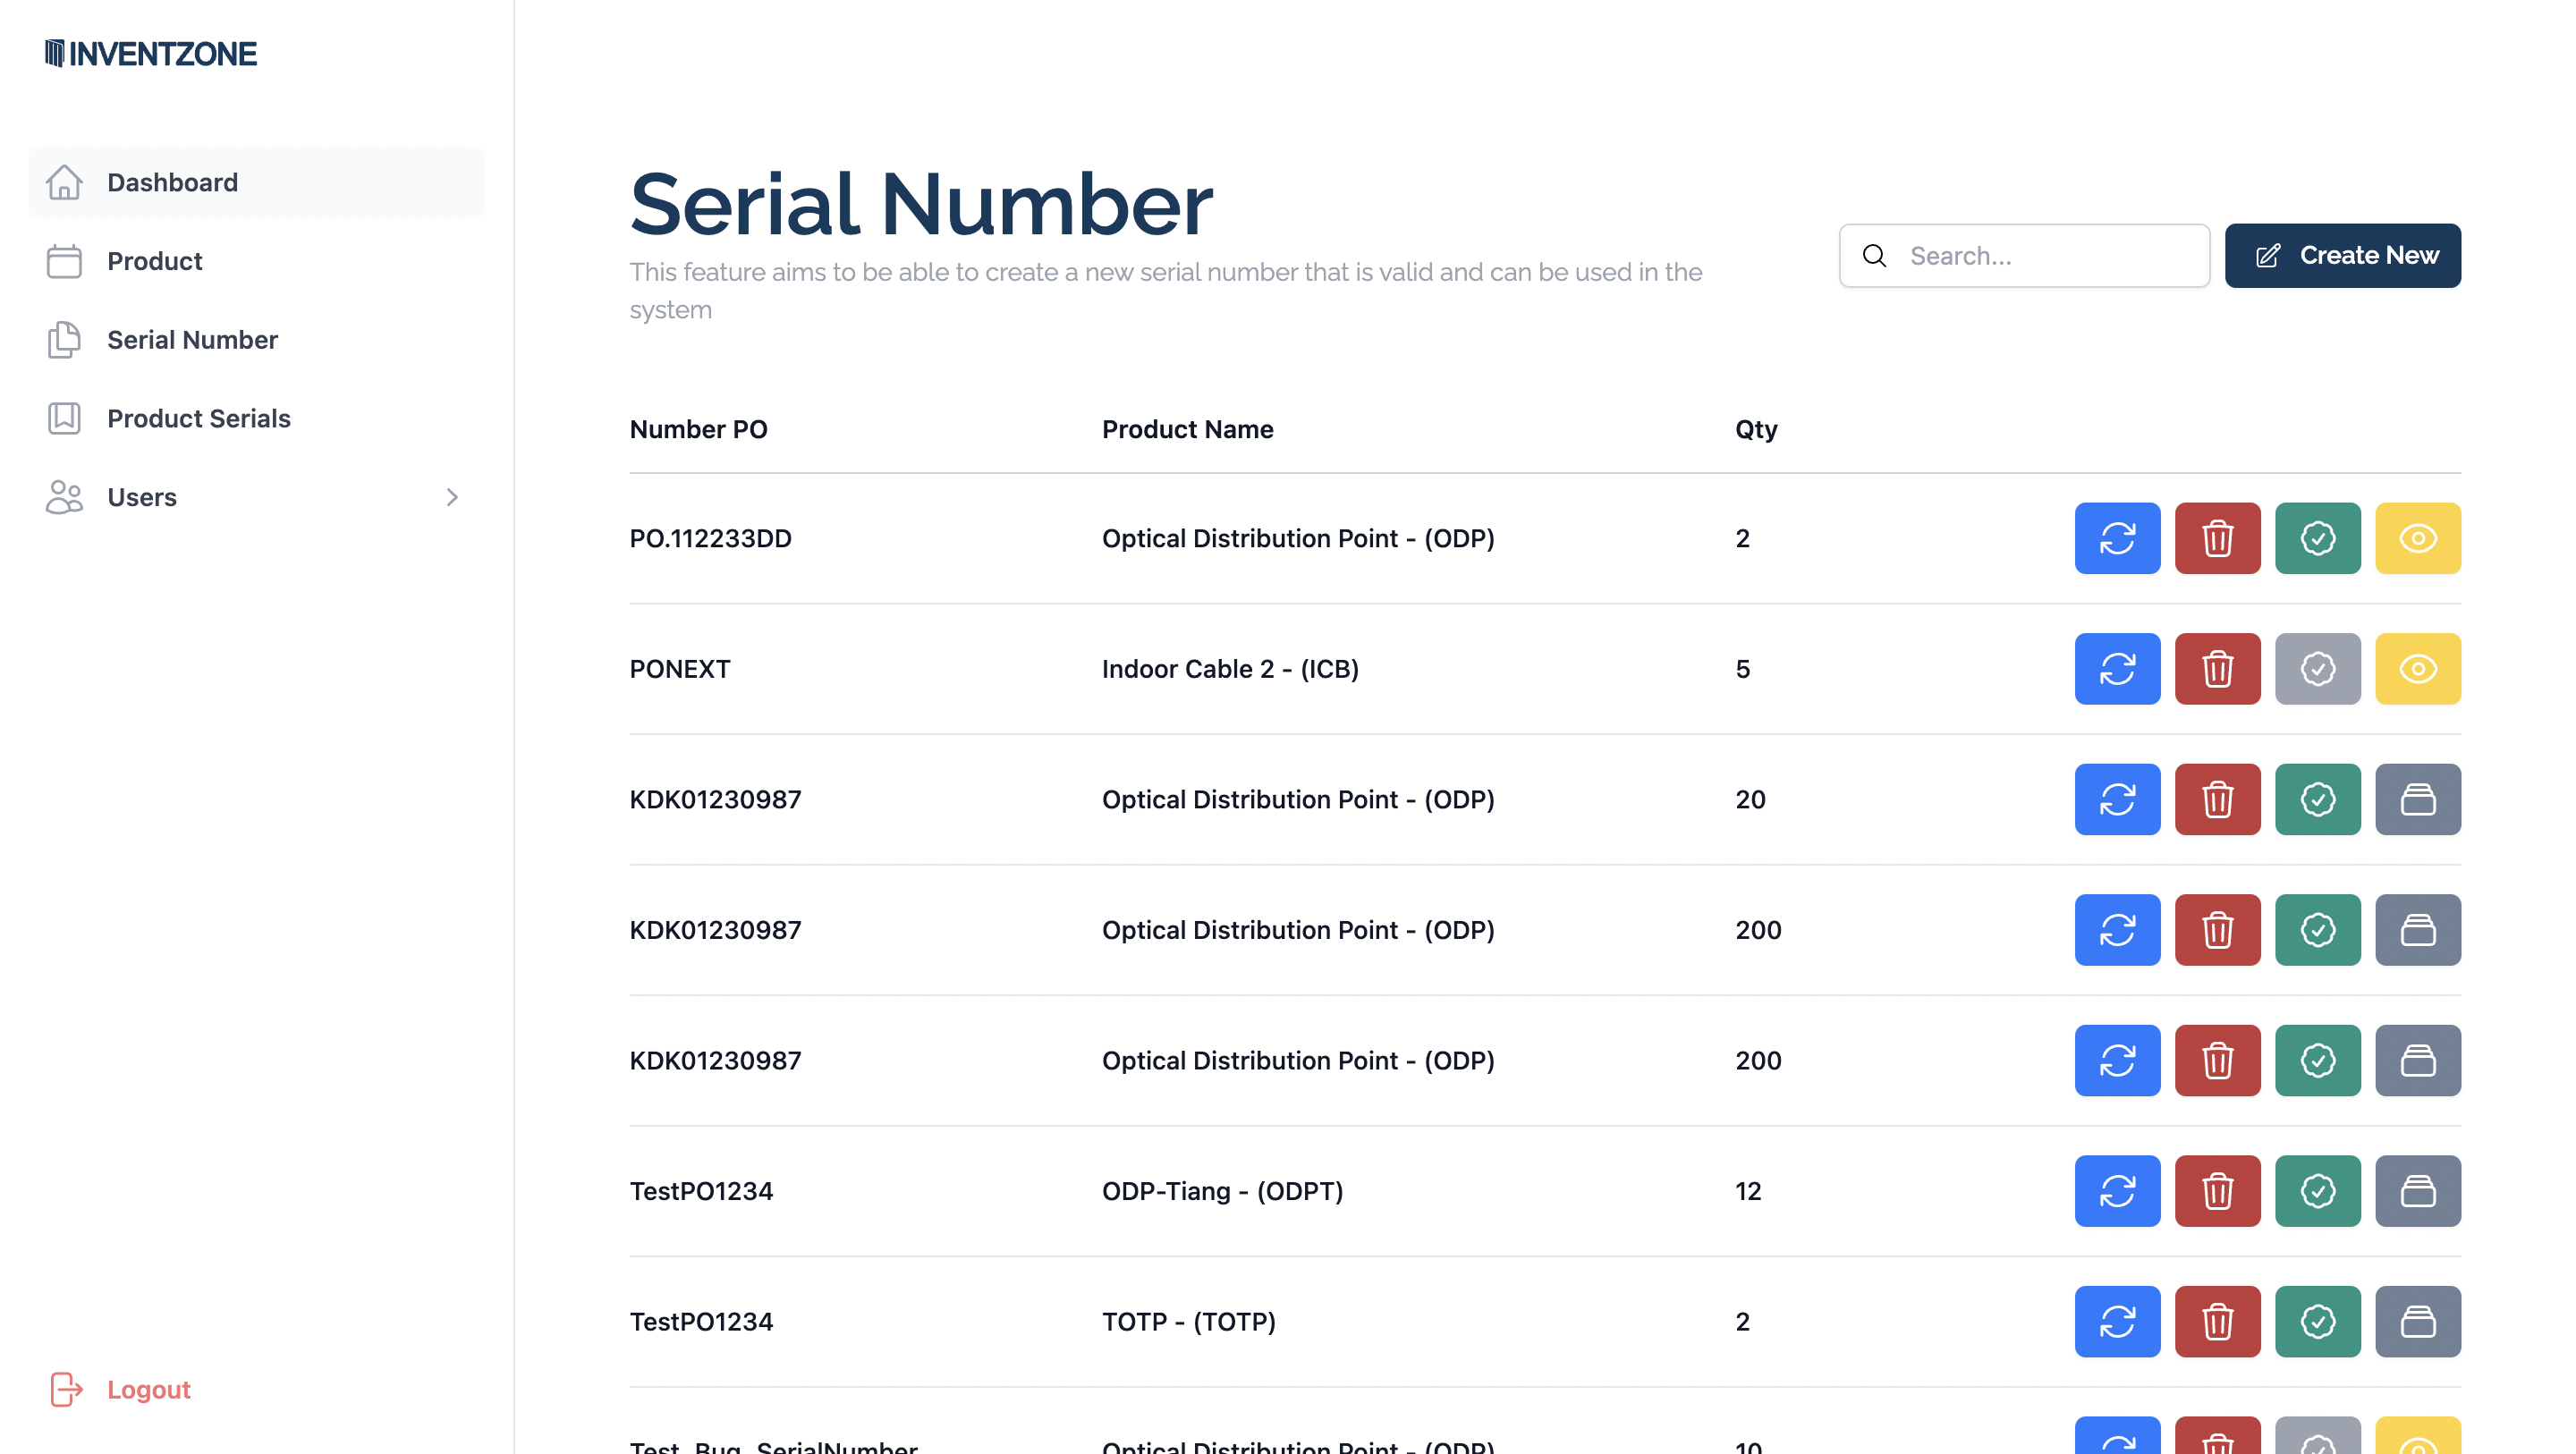 INVENTZONE
Dashboard
Product
Serial Number
Product Serials
Users
Logout
Serial Number
This feature aims to be able to create a new serial number that is valid and can be used in the
system
Search...
Create New
Number PO Product Name Qty
PO.112233DD Optical Distribution Point - (ODP) 2
PONEXT Indoor Cable 2 - (ICB) 5
KDK01230987 Optical Distribution Point - (ODP) 20
KDK01230987 Optical Distribution Point - (ODP) 200
KDK01230987 Optical Distribution Point - (ODP) 200
TestPO1234 ODP-Tiang - (ODPT) 12
TestPO1234 TOTP - (TOTP) 2
Test_Bug_SerialNumber Optical Distribution Point - (ODP) 10